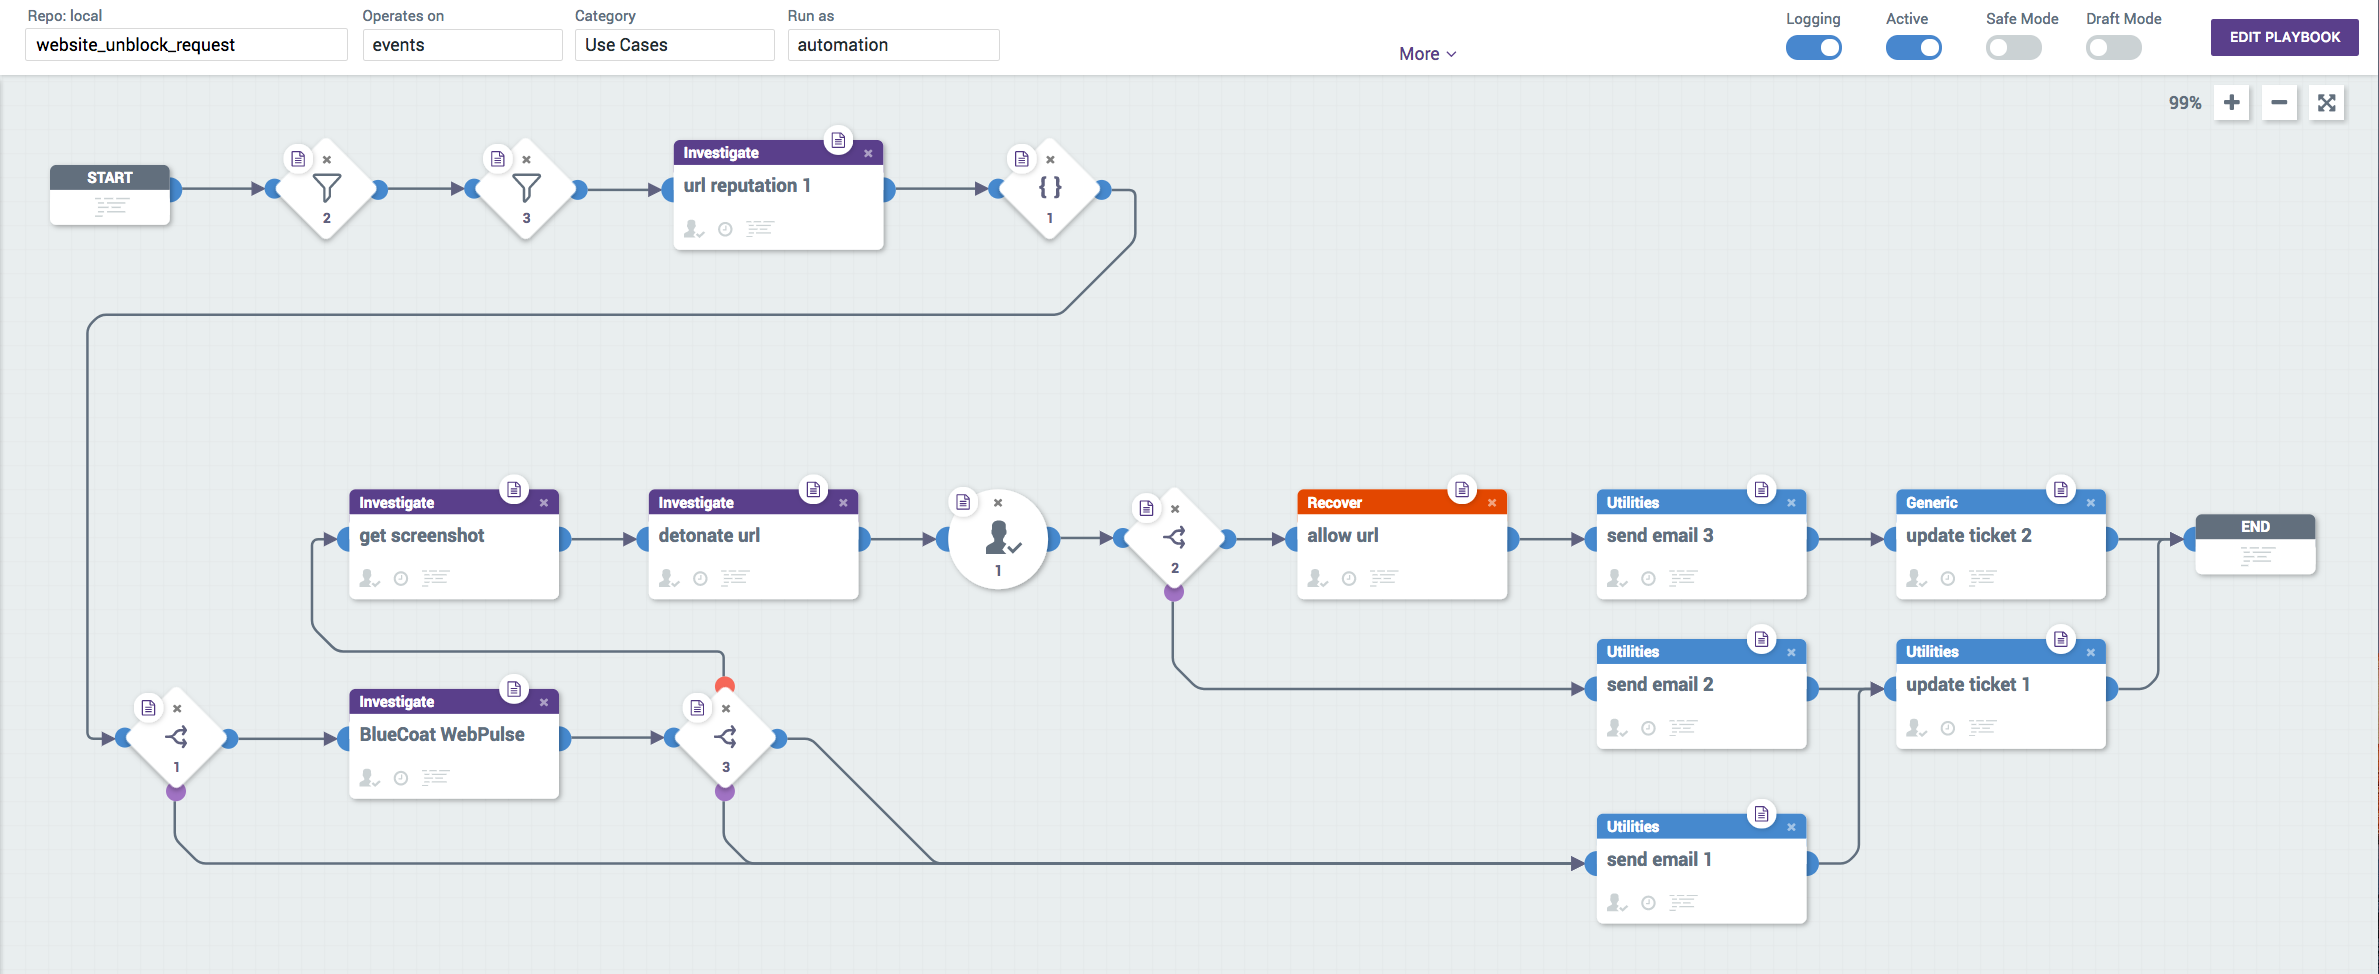 Repo: local
Operates on
Category
Run as
website_unblock_request
events
Use Cases
automation
More
Logging
Active
Safe Mode
Draft Mode
EDIT PLAYBOOK
99%
START
2
3
Investigate
url reputation 1
{ }
1
Investigate
get screenshot
Investigate
detonate url
1
2
Recover
allow url
Utilities
send email 3
Generic
update ticket 2
END
Utilities
send email 2
Utilities
update ticket 1
1
Investigate
BlueCoat WebPulse
3
Utilities
send email 1